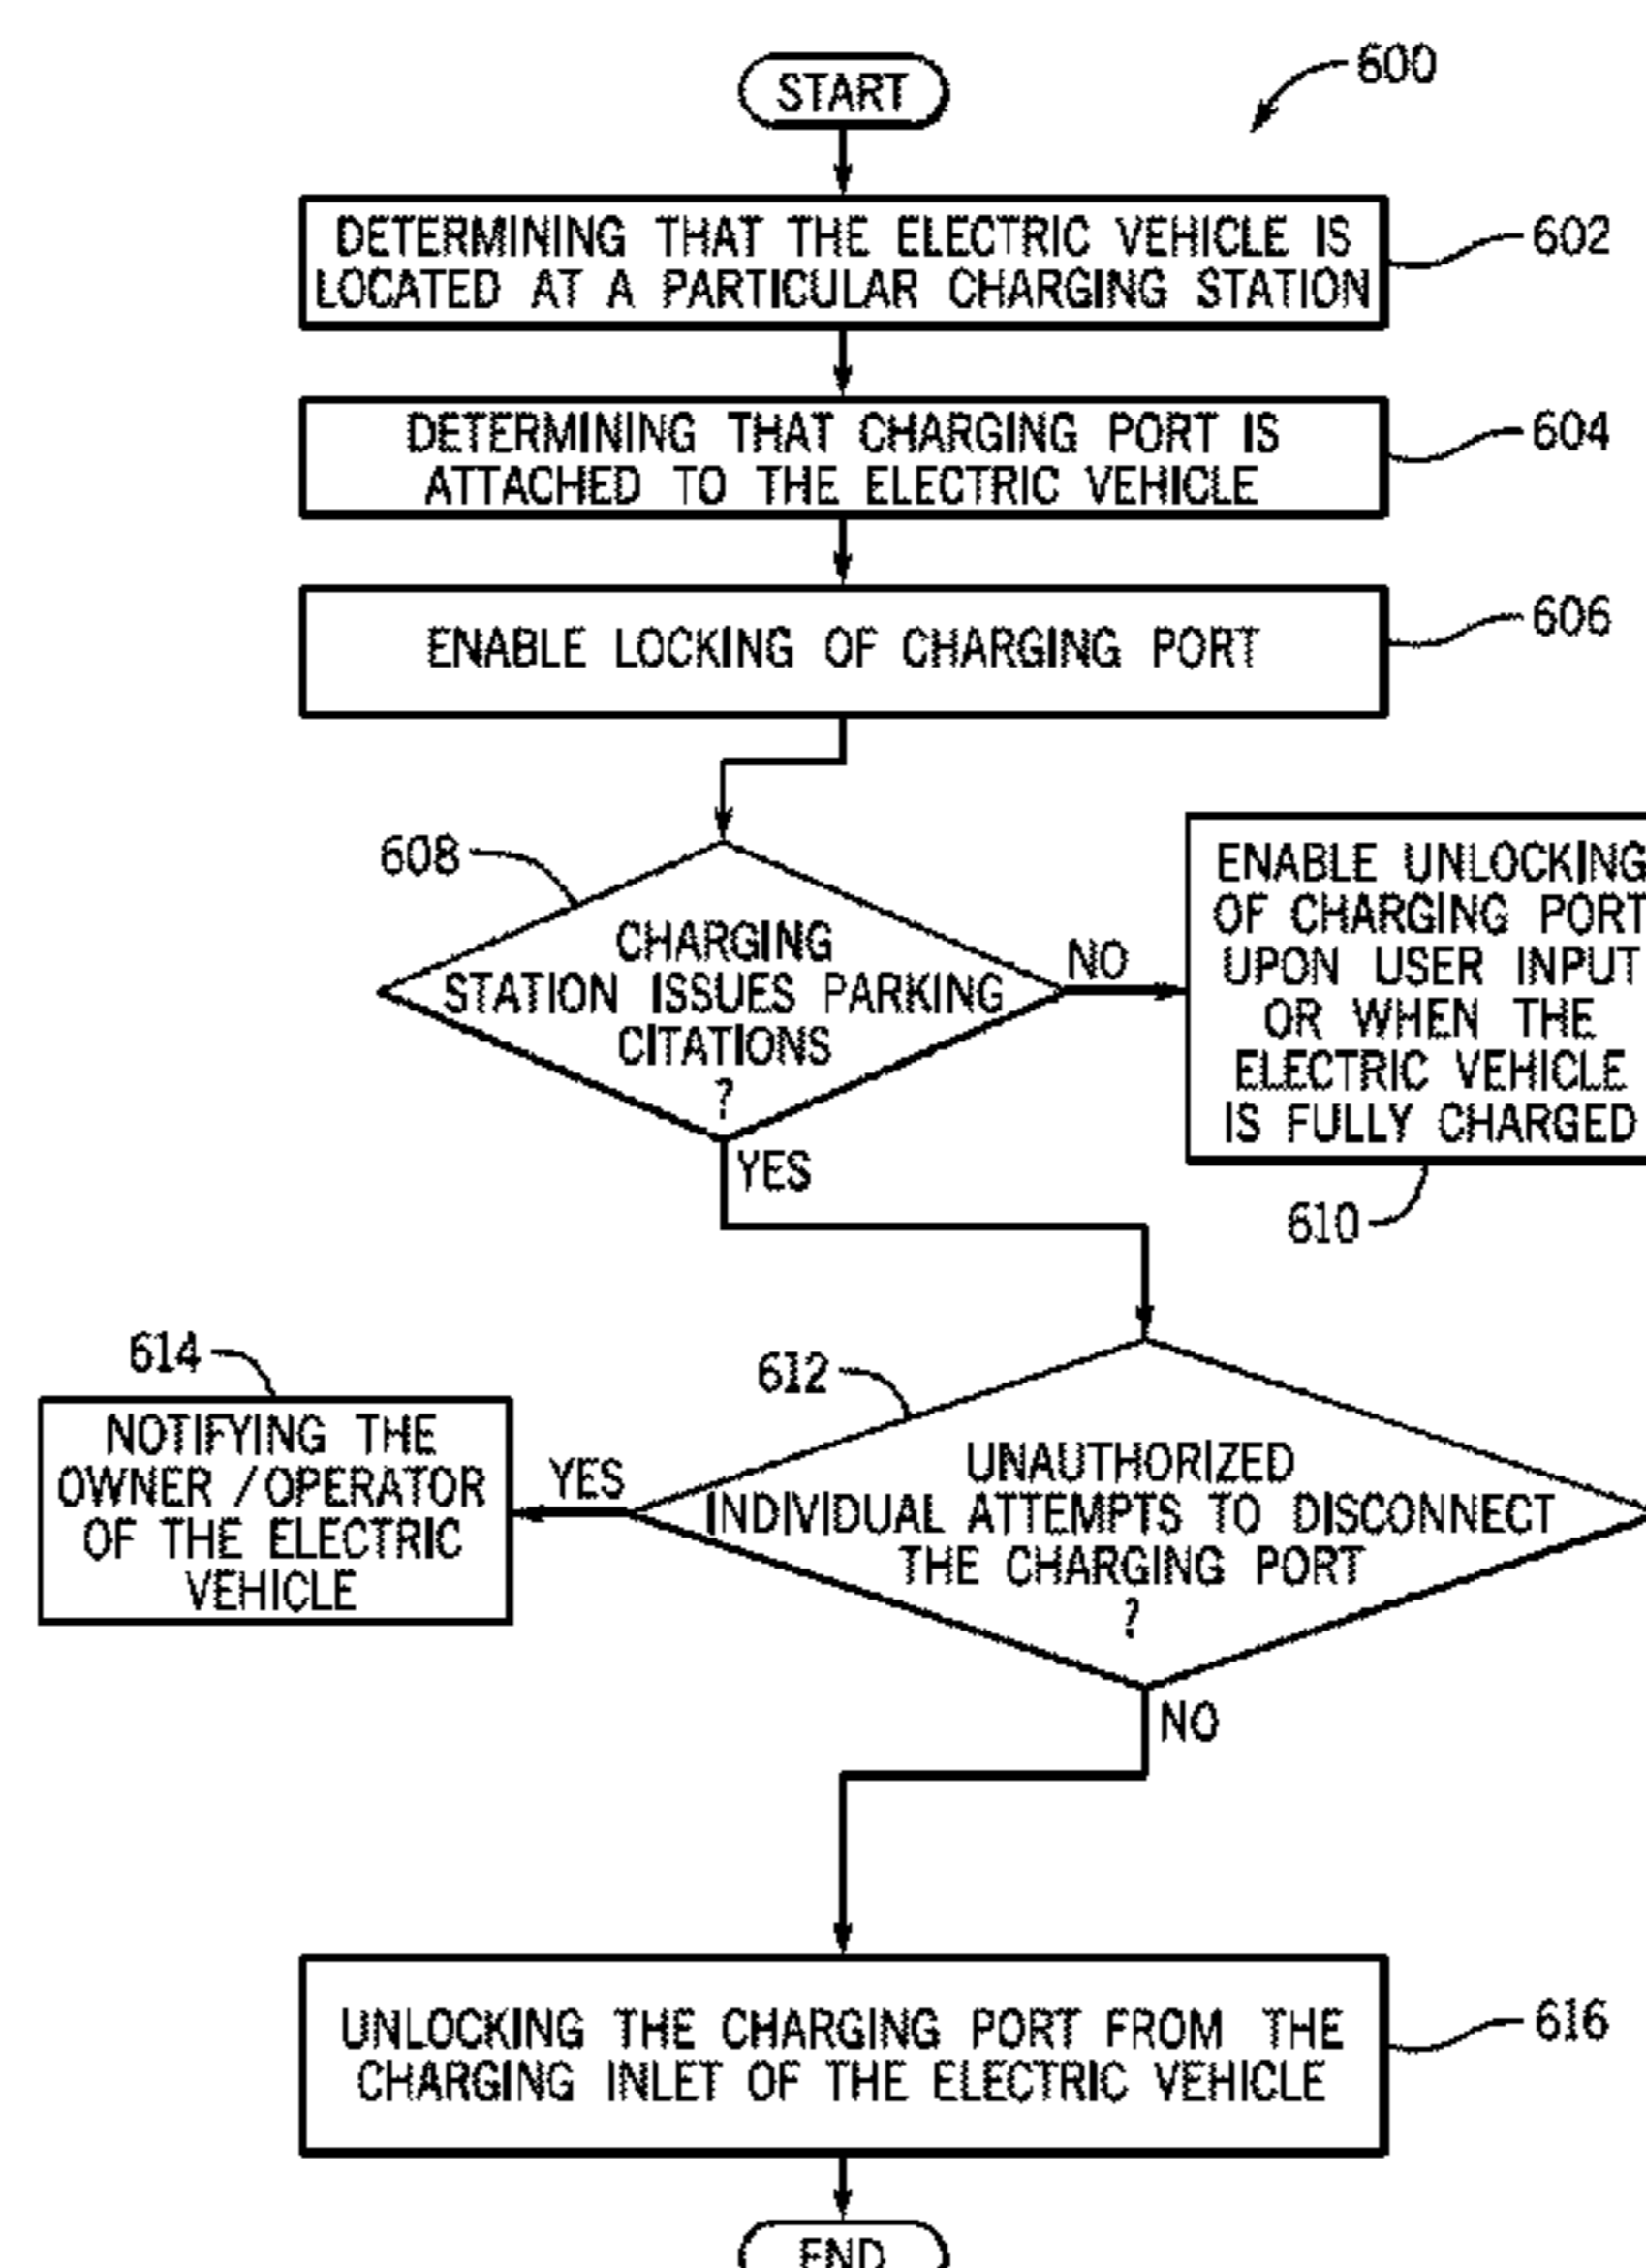 START
600
DETERMINING THAT THE ELECTRIC VEHICLE IS
LOCATED AT A PARTICULAR CHARGING STATION
602
DETERMINING THAT CHARGING PORT IS
ATTACHED TO THE ELECTRIC VEHICLE
604
ENABLE LOCKING OF CHARGING PORT
606
608
CHARGING
STATION ISSUES PARKING
CITATIONS
?
NO
ENABLE UNLOCKING
OF CHARGING PORT
UPON USER INPUT
OR WHEN THE
ELECTRIC VEHICLE
IS FULLY CHARGED
610
YES
614
NOTIFYING THE
OWNER / OPERATOR
OF THE ELECTRIC
VEHICLE
YES
612
UNAUTHORIZED
INDIVIDUAL ATTEMPTS TO DISCONNECT
THE CHARGING PORT
?
NO
UNLOCKING THE CHARGING PORT FROM THE
CHARGING INLET OF THE ELECTRIC VEHICLE
616
END